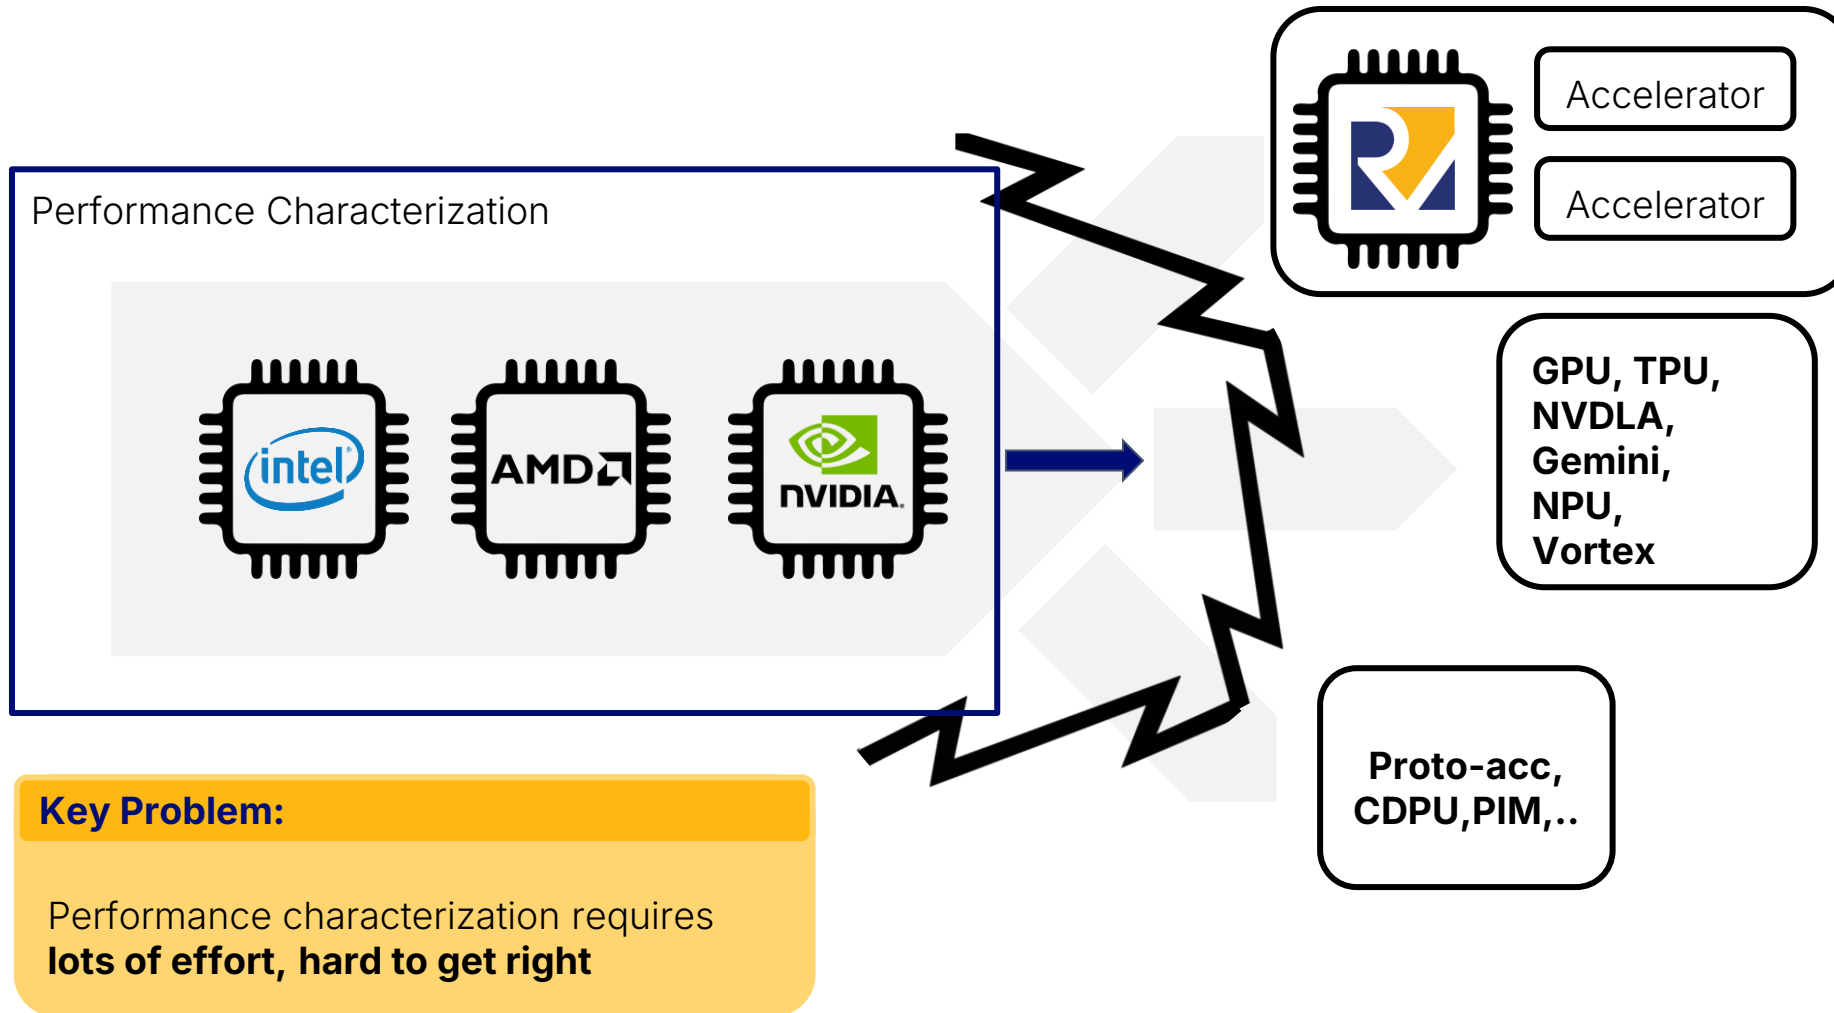 Performance Characterization
intel
AMD
NVIDIA.
Key Problem:
Performance characterization requires
lots of effort, hard to get right
Accelerator
Accelerator
GPU, TPU,
NVDLA,
Gemini,
NPU,
Vortex
Proto-acc,
CDPU,PIM,..